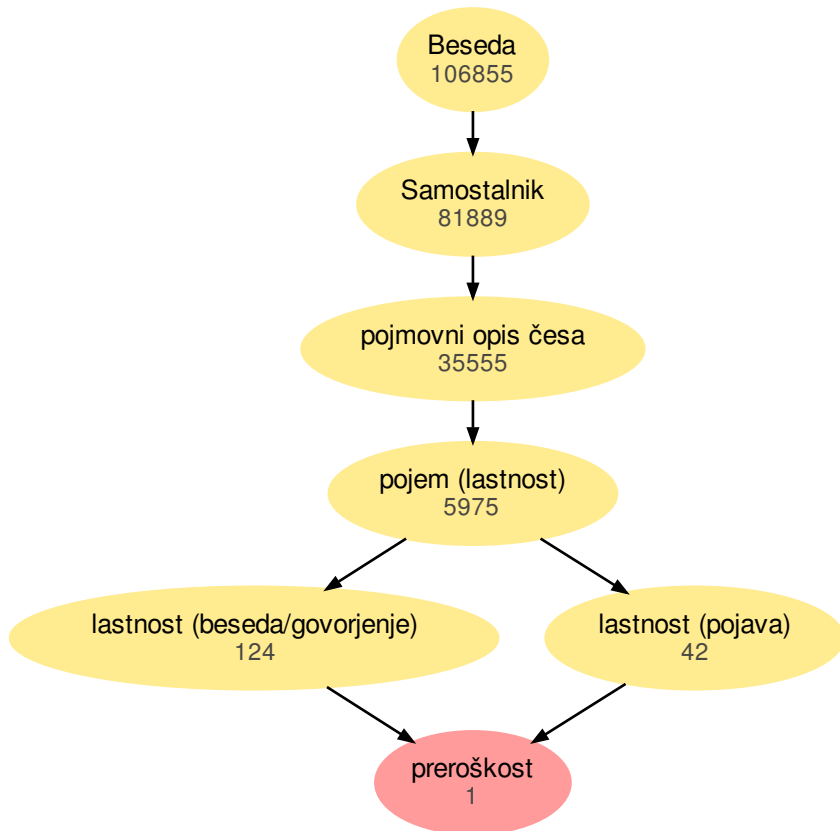 Beseda
106855
Samostalnik
81889
pojmovni opis česa
35555
pojem (lastnost)
5975
lastnost (beseda/govorjenje)
124
lastnost (pojava)
42
preroškost
1